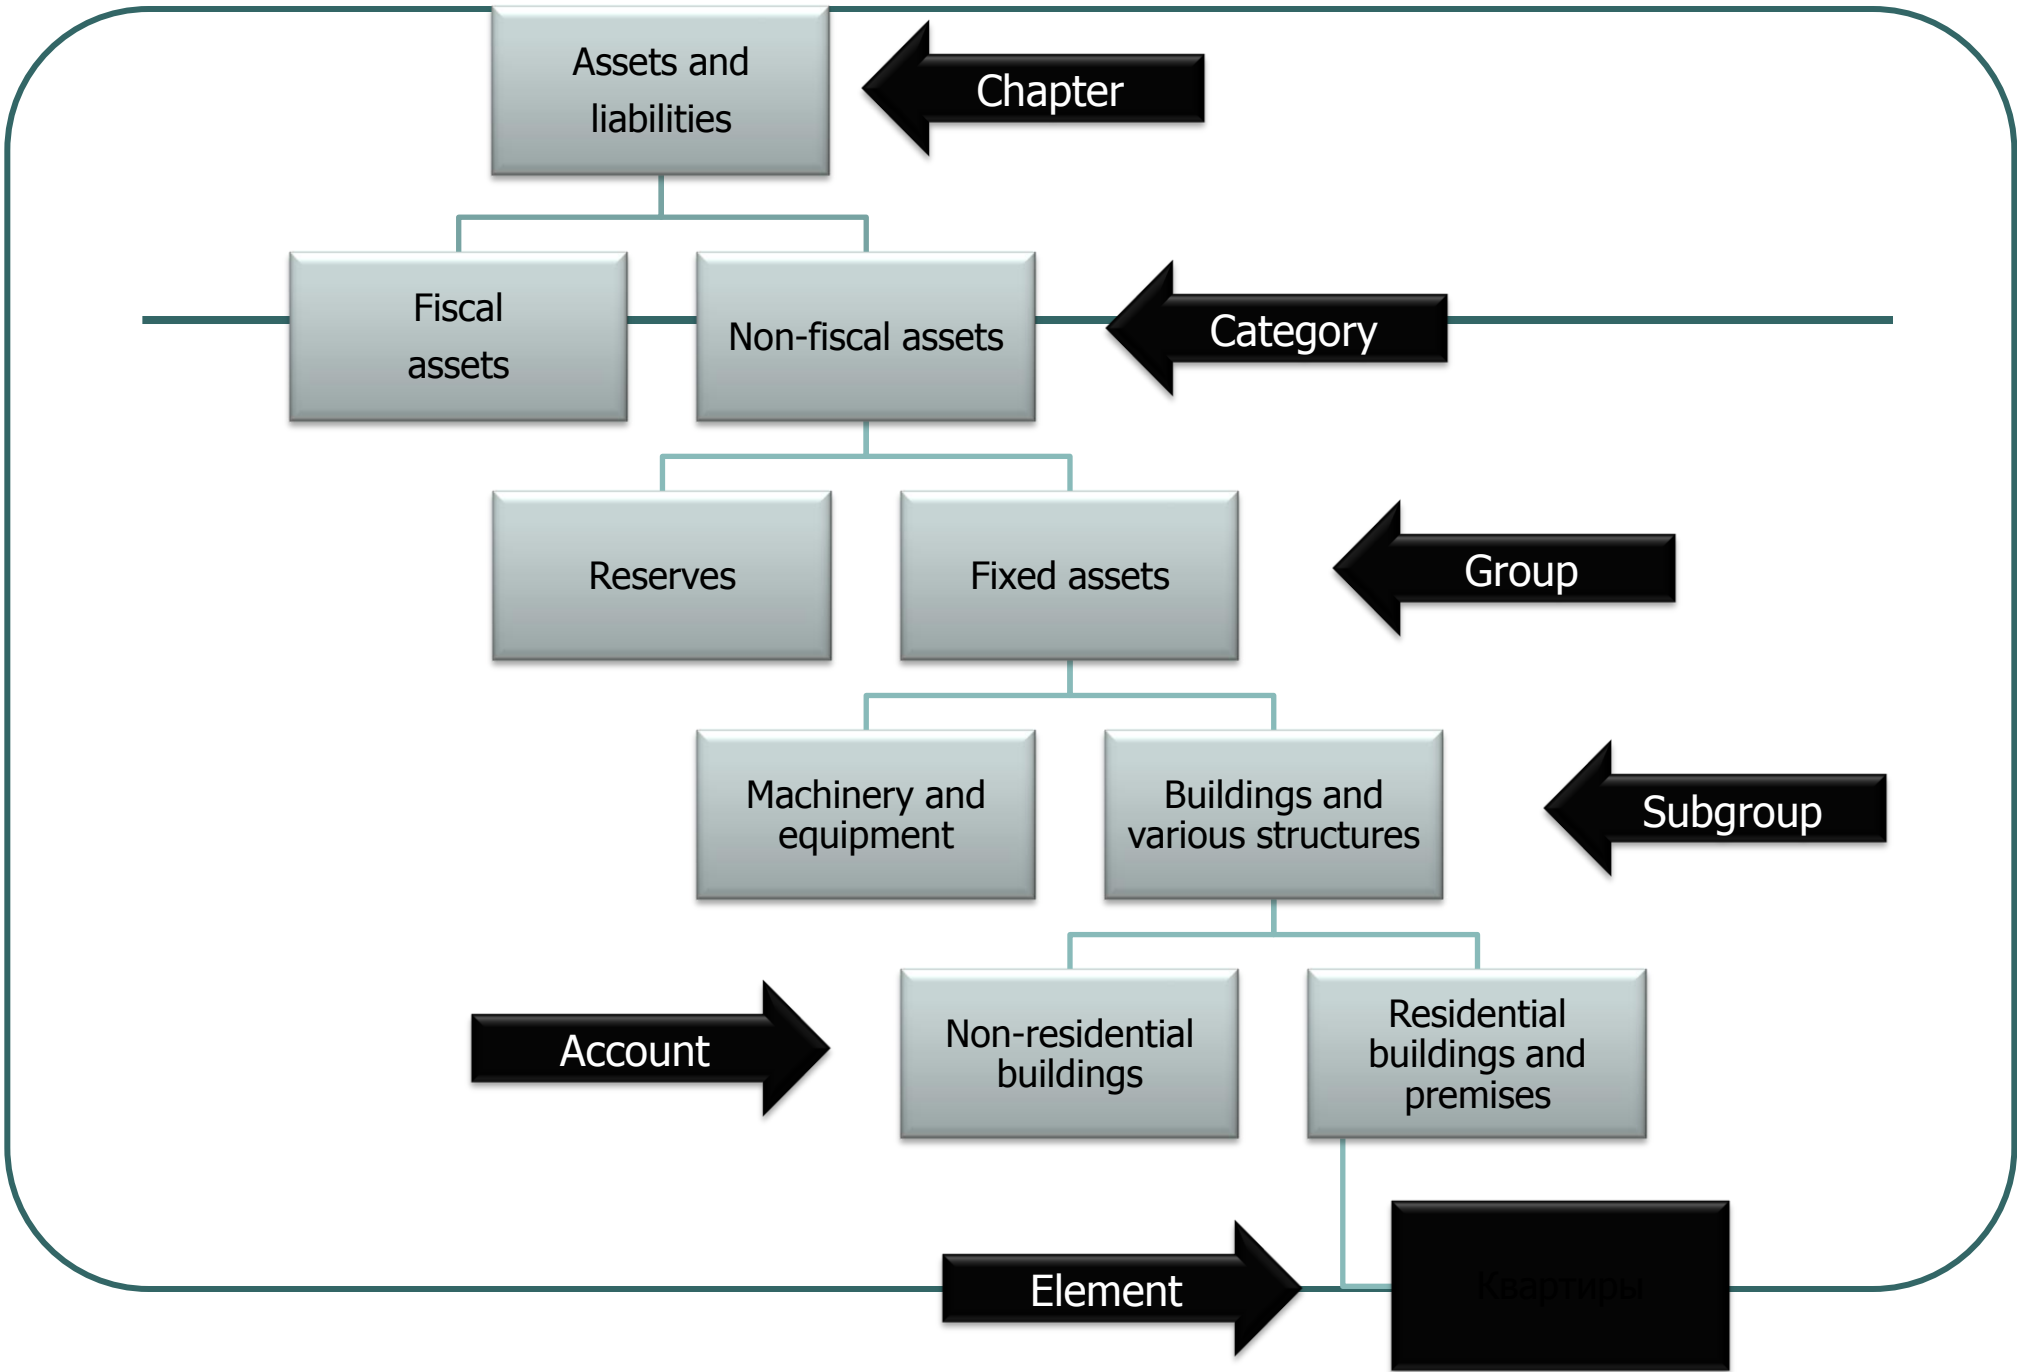 Assets and
liabilities
Chapter
Fiscal
assets
Non-fiscal assets
Category
Reserves
Fixed assets
Group
Machinery and
equipment
Buildings and
various structures
Subgroup
Account
Non-residential
buildings
Residential
buildings and
premises
Element
Квартиры